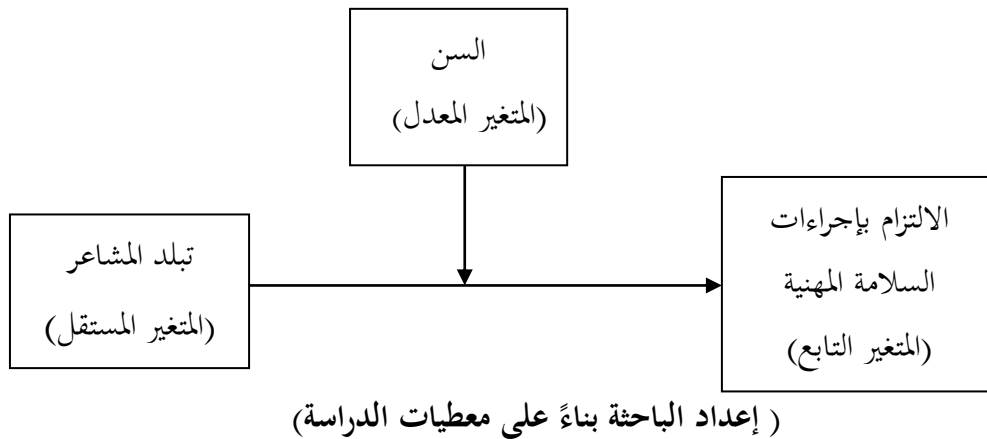 السن
(المتغير المعدل)
الالتزام بإجراءات
السلامة المهنية
(المتغير التابع)
تبلد المشاعر
(المتغير المستقل)
( إعداد الباحثة بناءً على معطيات الدراسة)